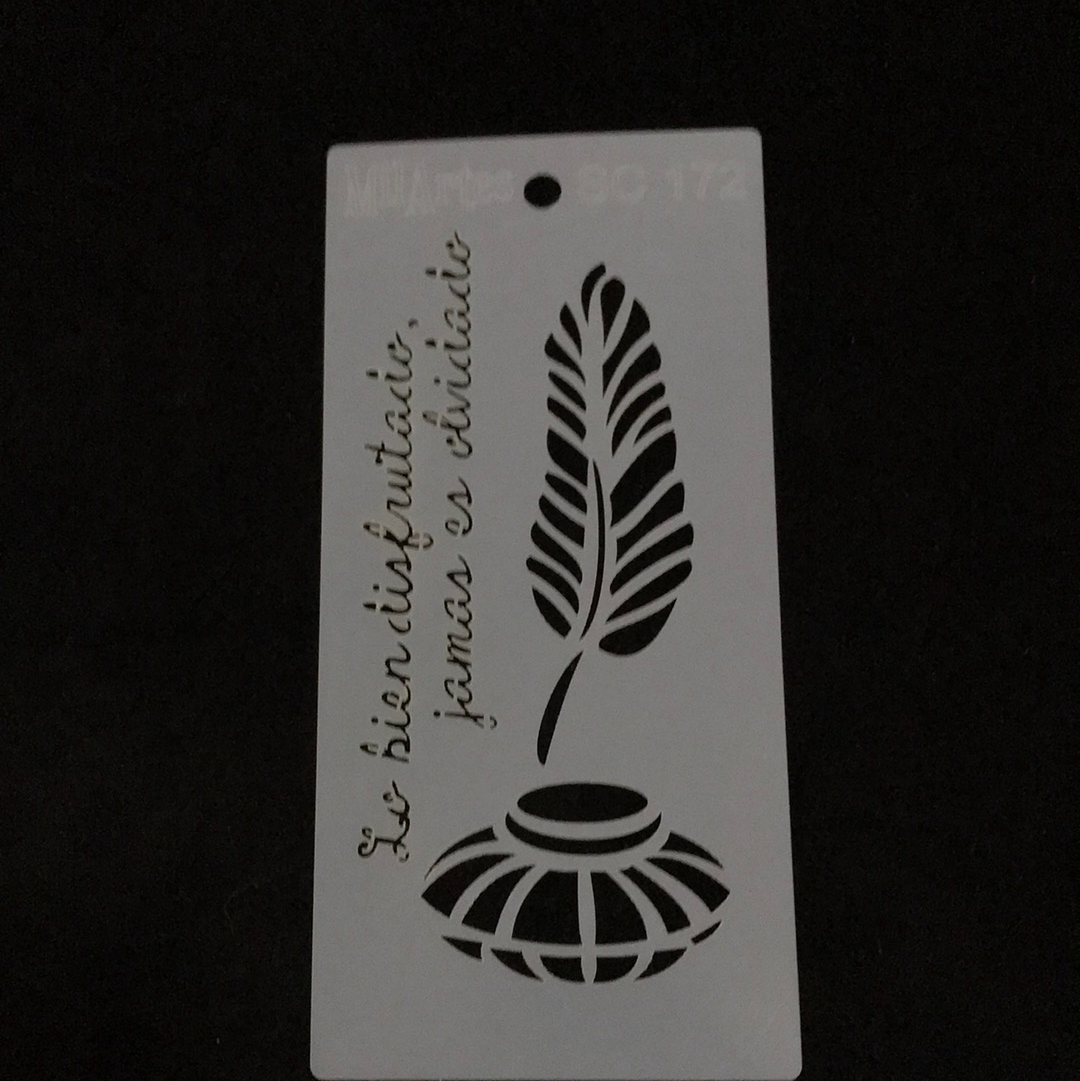 MilArtes SC 172
Lo bien disfrutado,
jamas es olvidado